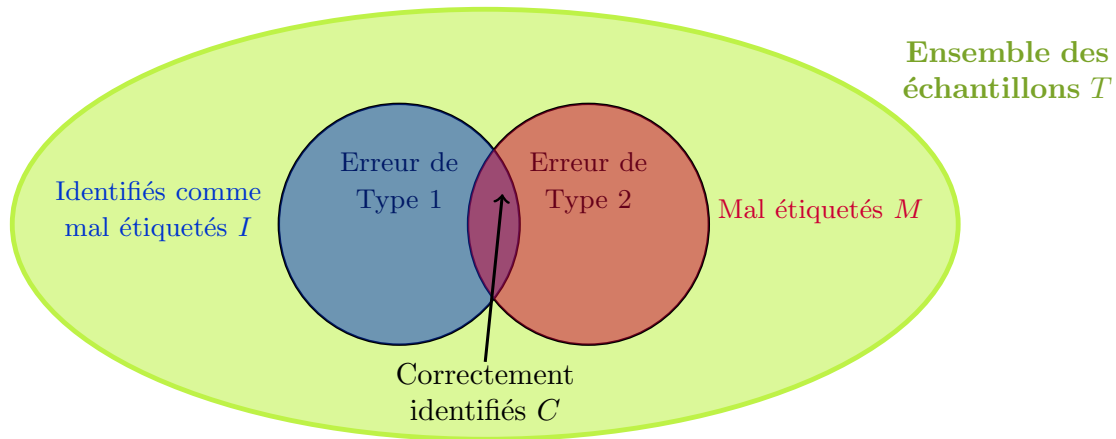 Ensemble des
échantillons T
Identifiés comme
mal étiquetés I
Erreur de
Type 1
Erreur de
Type 2
Mal étiquetés M
Correctement
identifiés C